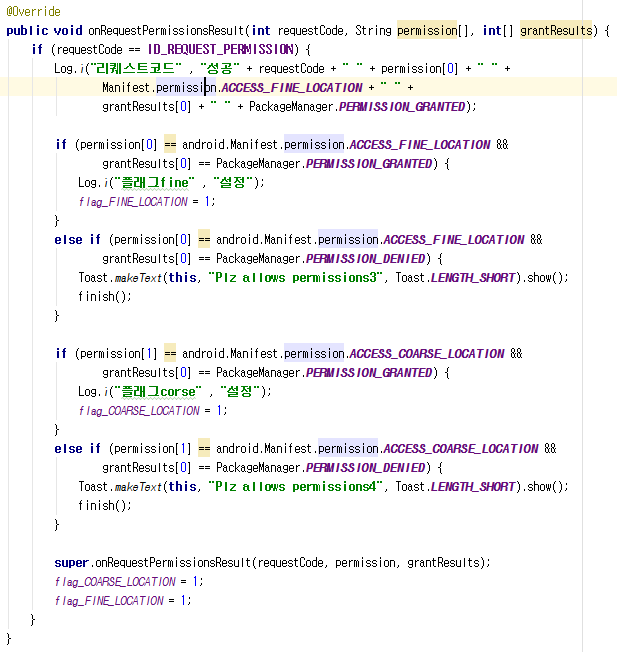 @Override
public void onRequestPermissionsResult(int requestCode, String permission[], int[] grantResults) {
if (requestCode == ID_REQUEST_PERMISSION) {
Log.i("리퀘스트코드" , "성공" + requestCode + " " + permission[0] + " " +
Manifest.permission.ACCESS_FINE_LOCATION + " " +
grantResults[0] + " " + PackageManager.PERMISSION_GRANTED);
if (permission[0] == android.Manifest.permission.ACCESS_FINE_LOCATION &&
grantResults[0] == PackageManager.PERMISSION_GRANTED) {
Log.i("플래그fine" , "설정");
flag_FINE_LOCATION = 1;
}
else if (permission[0] == android.Manifest.permission.ACCESS_FINE_LOCATION &&
grantResults[0] == PackageManager.PERMISSION_DENIED) {
Toast.makeText(this, "Plz allows permissions3", Toast.LENGTH_SHORT).show();
finish();
}
if (permission[1] == android.Manifest.permission.ACCESS_COARSE_LOCATION &&
grantResults[0] == PackageManager.PERMISSION_GRANTED) {
Log.i("플래그corse" , "설정");
flag_COARSE_LOCATION = 1;
}
else if (permission[1] == android.Manifest.permission.ACCESS_COARSE_LOCATION &&
grantResults[0] == PackageManager.PERMISSION_DENIED) {
Toast.makeText(this, "Plz allows permissions4", Toast.LENGTH_SHORT).show();
finish();
}
super.onRequestPermissionsResult(requestCode, permission, grantResults);
flag_COARSE_LOCATION = 1;
flag_FINE_LOCATION = 1;
}
}